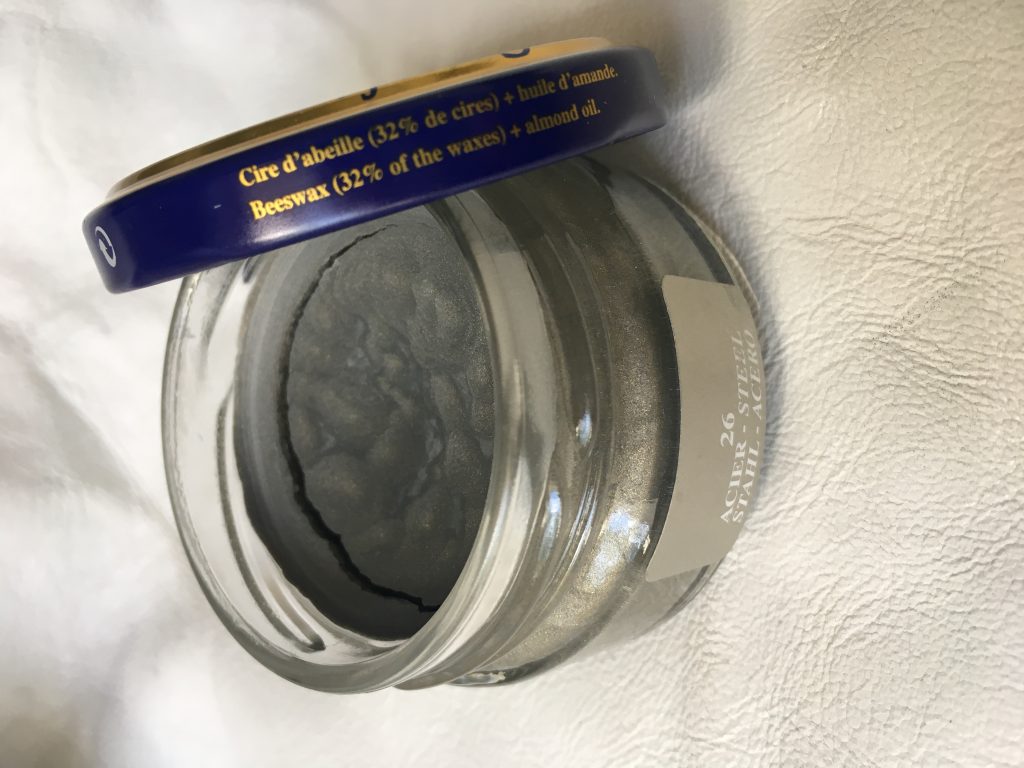 Cire d'abeille (32% de cires) + huile d'amande.
Beeswax (32% of the waxes) + almond oil.
ACIER 26
STEEL
STAHL - ACERO